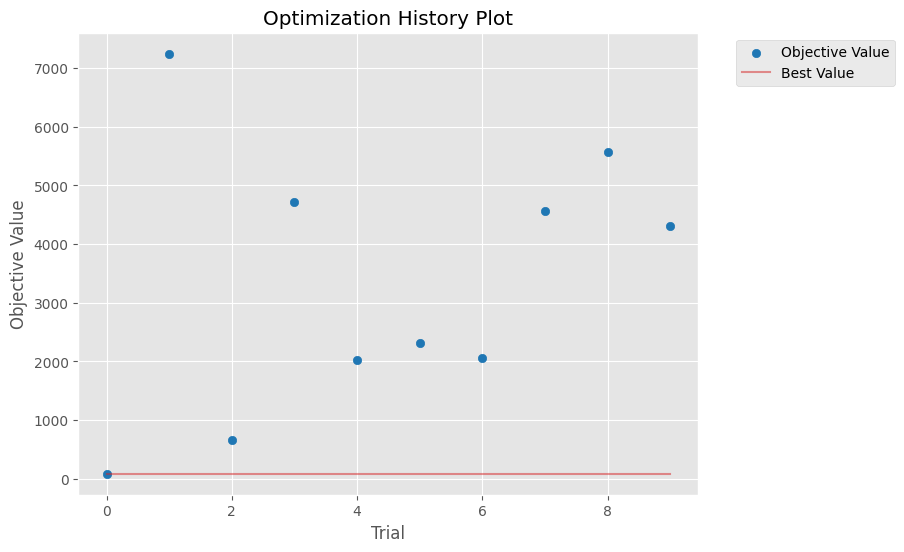 Optimization History Plot
Objective Value
Best Value
7000
6000
5000
4000
3000
2000
1000
0
Objective Value
0
2
4
6
8
Trial